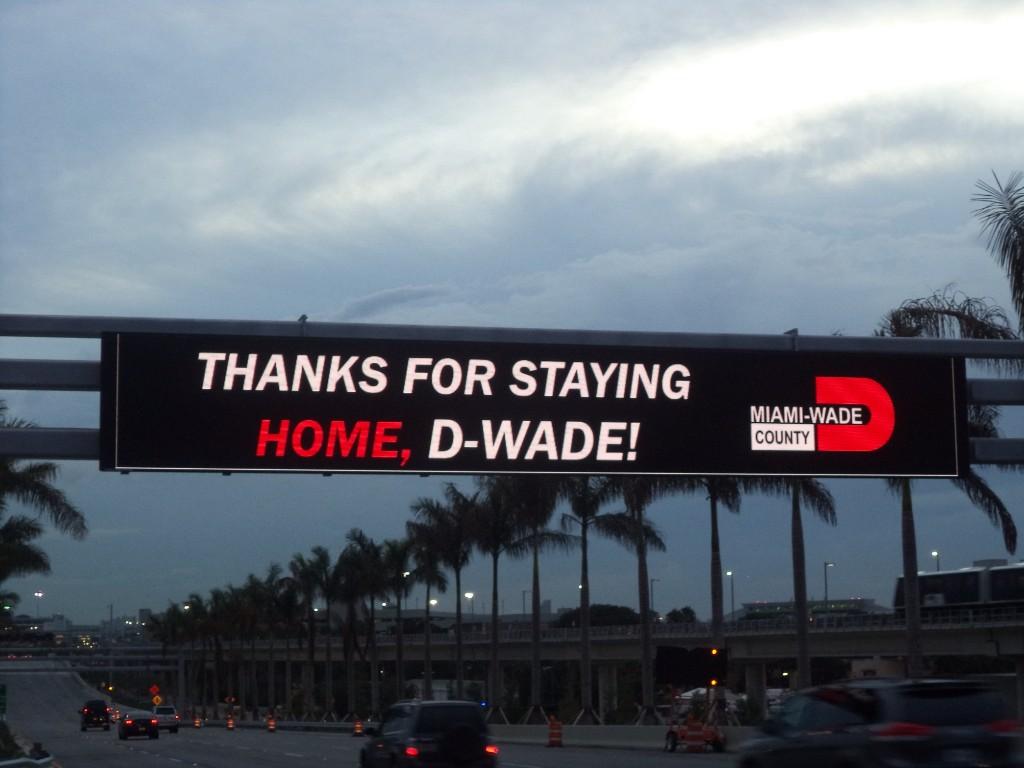 THANKS FOR STAYING
HOME, D-WADE!
MIAMI-WADE
COUNTY